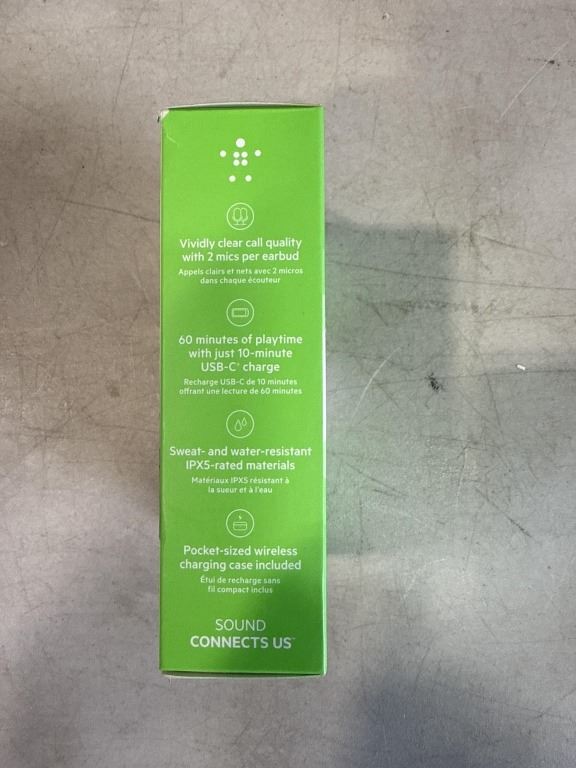 Vividly clear call quality
with 2 mics per earbud
Appels clairs et nets avec 2 micros
dans chaque écouteur
60 minutes of playtime
with just 10-minute
USB-C® charge
Recharge USB-C de 10 minutes
offrant une lecture de 60 minutes
Sweat- and water-resistant
IPX5-rated materials
Matériaux IPX5 résistant à
la sueur et à l'eau
Pocket-sized wireless
charging case included
Étui de recharge sans
fil compact inclus
SOUND
CONNECTS US™